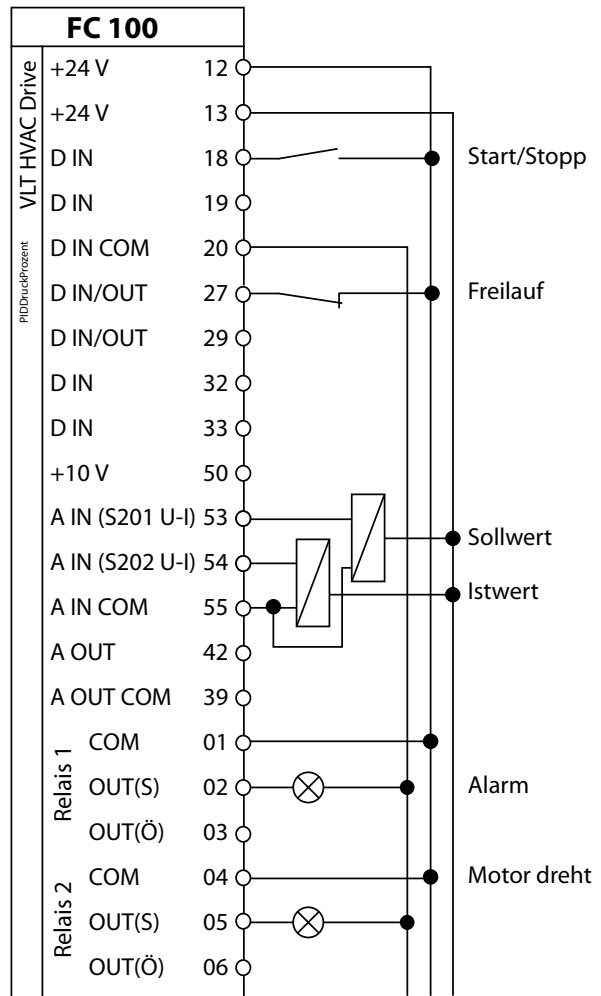 FC 100
VLT HVAC Drive
PIDDruckProzent
+24 V 12
+24 V 13
D IN 18 Start/Stopp
D IN 19
D IN COM 20
D IN/OUT 27 Freilauf
D IN/OUT 29
D IN 32
D IN 33
+10 V 50
A IN (S201 U-I) 53 Sollwert
A IN (S202 U-I) 54 Istwert
A IN COM 55
A OUT 42
A OUT COM 39
Relais 1
COM 01
OUT(S) 02 Alarm
OUT(Ö) 03
Relais 2
COM 04 Motor dreht
OUT(S) 05
OUT(Ö) 06